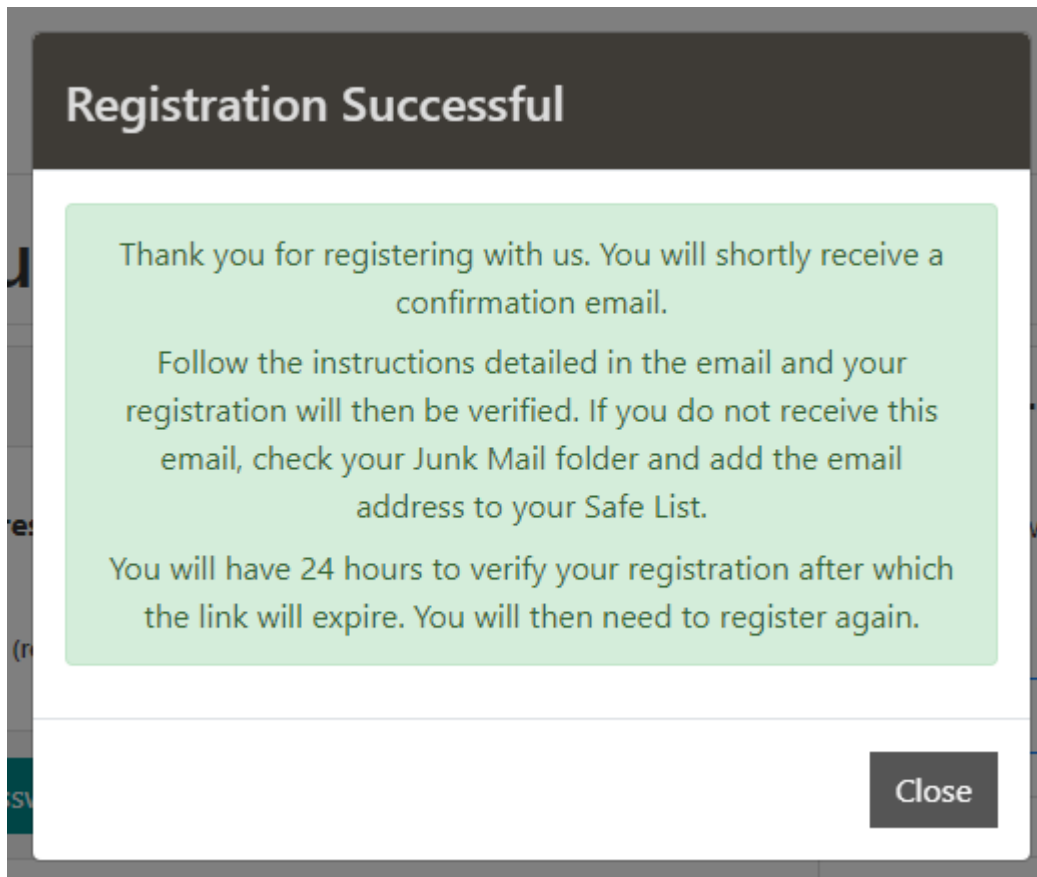 Registration Successful
Thank you for registering with us. You will shortly receive a
confirmation email.
Follow the instructions detailed in the email and your
registration will then be verified. If you do not receive this
email, check your Junk Mail folder and add the email
address to your Safe List.
You will have 24 hours to verify your registration after which
the link will expire. You will then need to register again.
Close